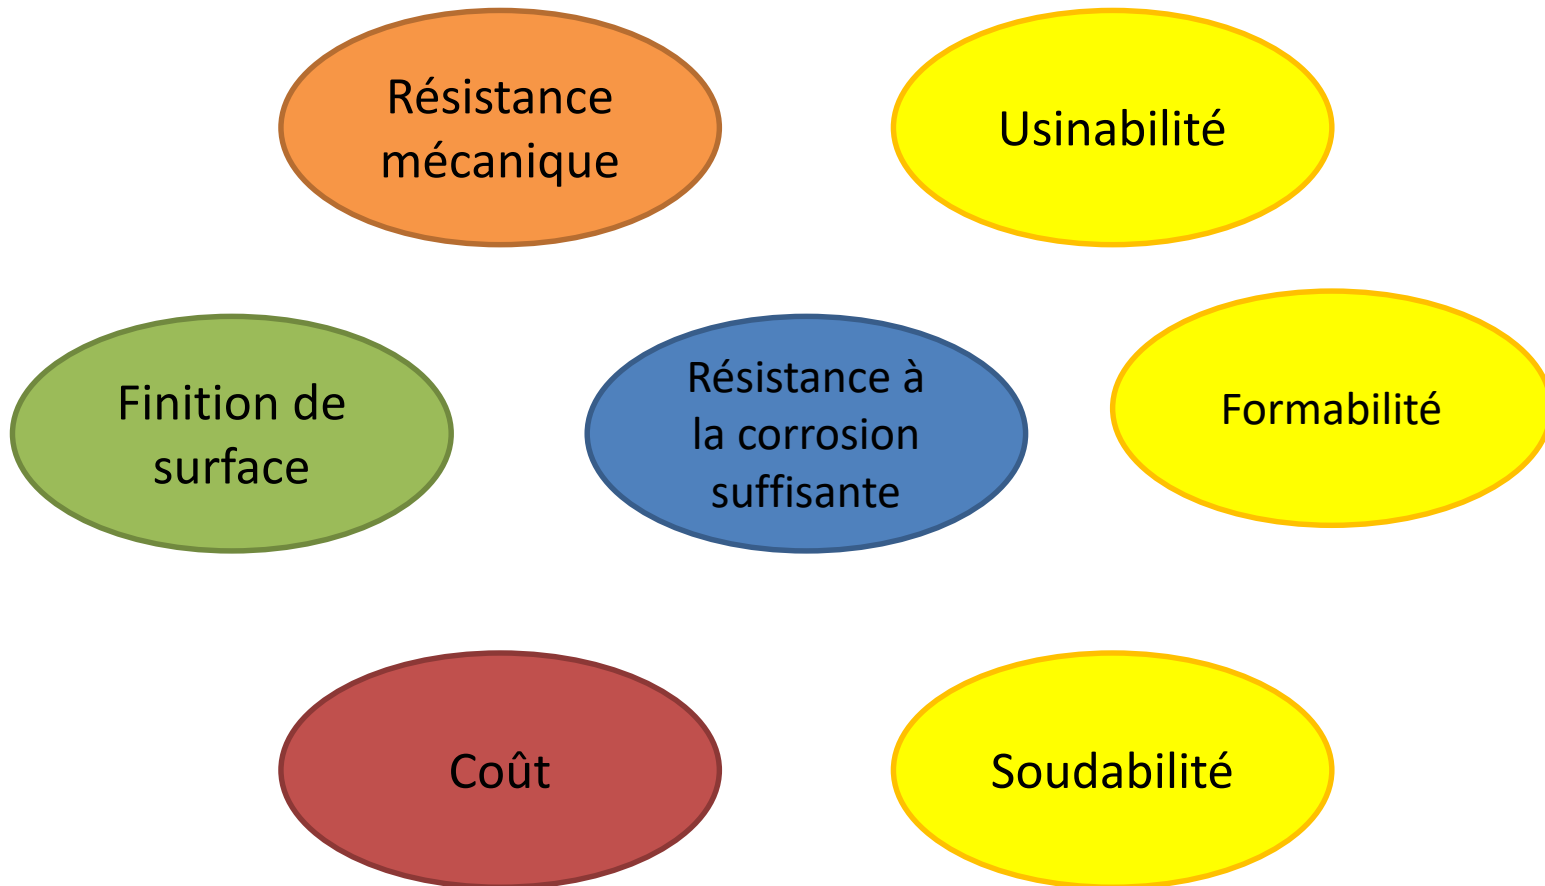 Résistance
mécanique
Usinabilité
Finition de
surface
Résistance à
la corrosion
suffisante
Formabilité
Coût
Soudabilité